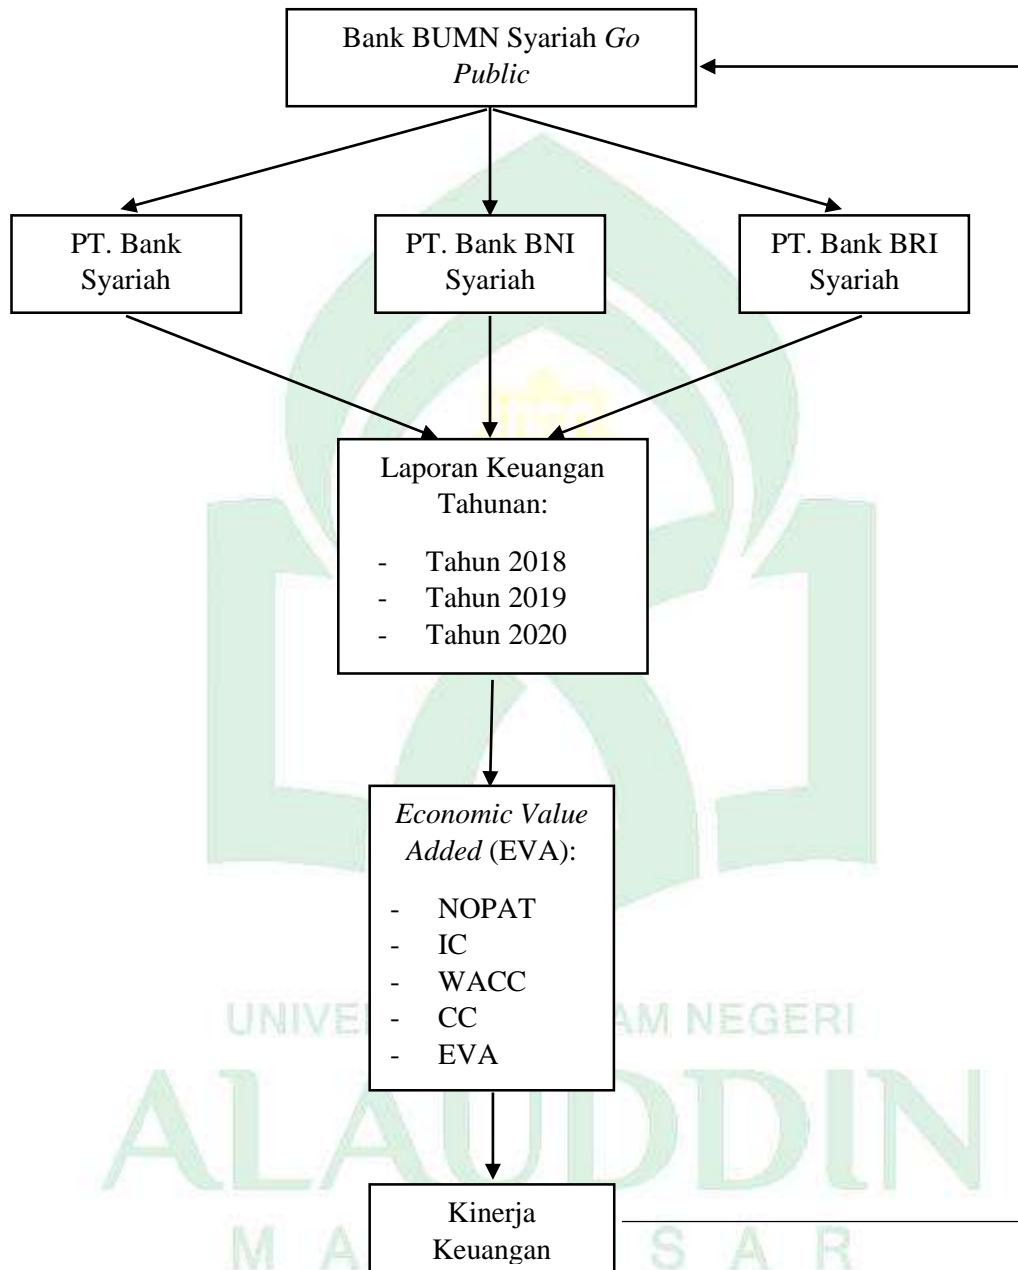 Bank BUMN Syariah Go
Public
PT. Bank
Syariah
PT. Bank BNI
Syariah
PT. Bank BRI
Syariah
Laporan Keuangan
Tahunan:
- Tahun 2018
- Tahun 2019
- Tahun 2020
Economic Value
Added (EVA):
- NOPAT
- IC
- WACC
- CC
- EVA
Kinerja
Keuangan
NEGERI
ALAUDDIN